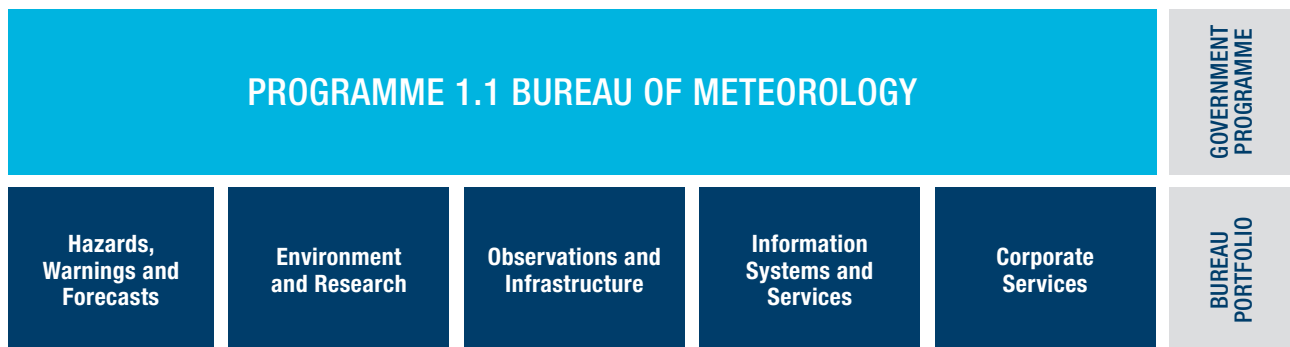 PROGRAMME 1.1 BUREAU OF METEOROLOGY
GOVERNMENT
PROGRAMME
Hazards,
Warnings and
Forecasts
Environment
and Research
Observations and
Infrastructure
Information
Systems and
Services
Corporate
Services
BUREAU
PORTFOLIO